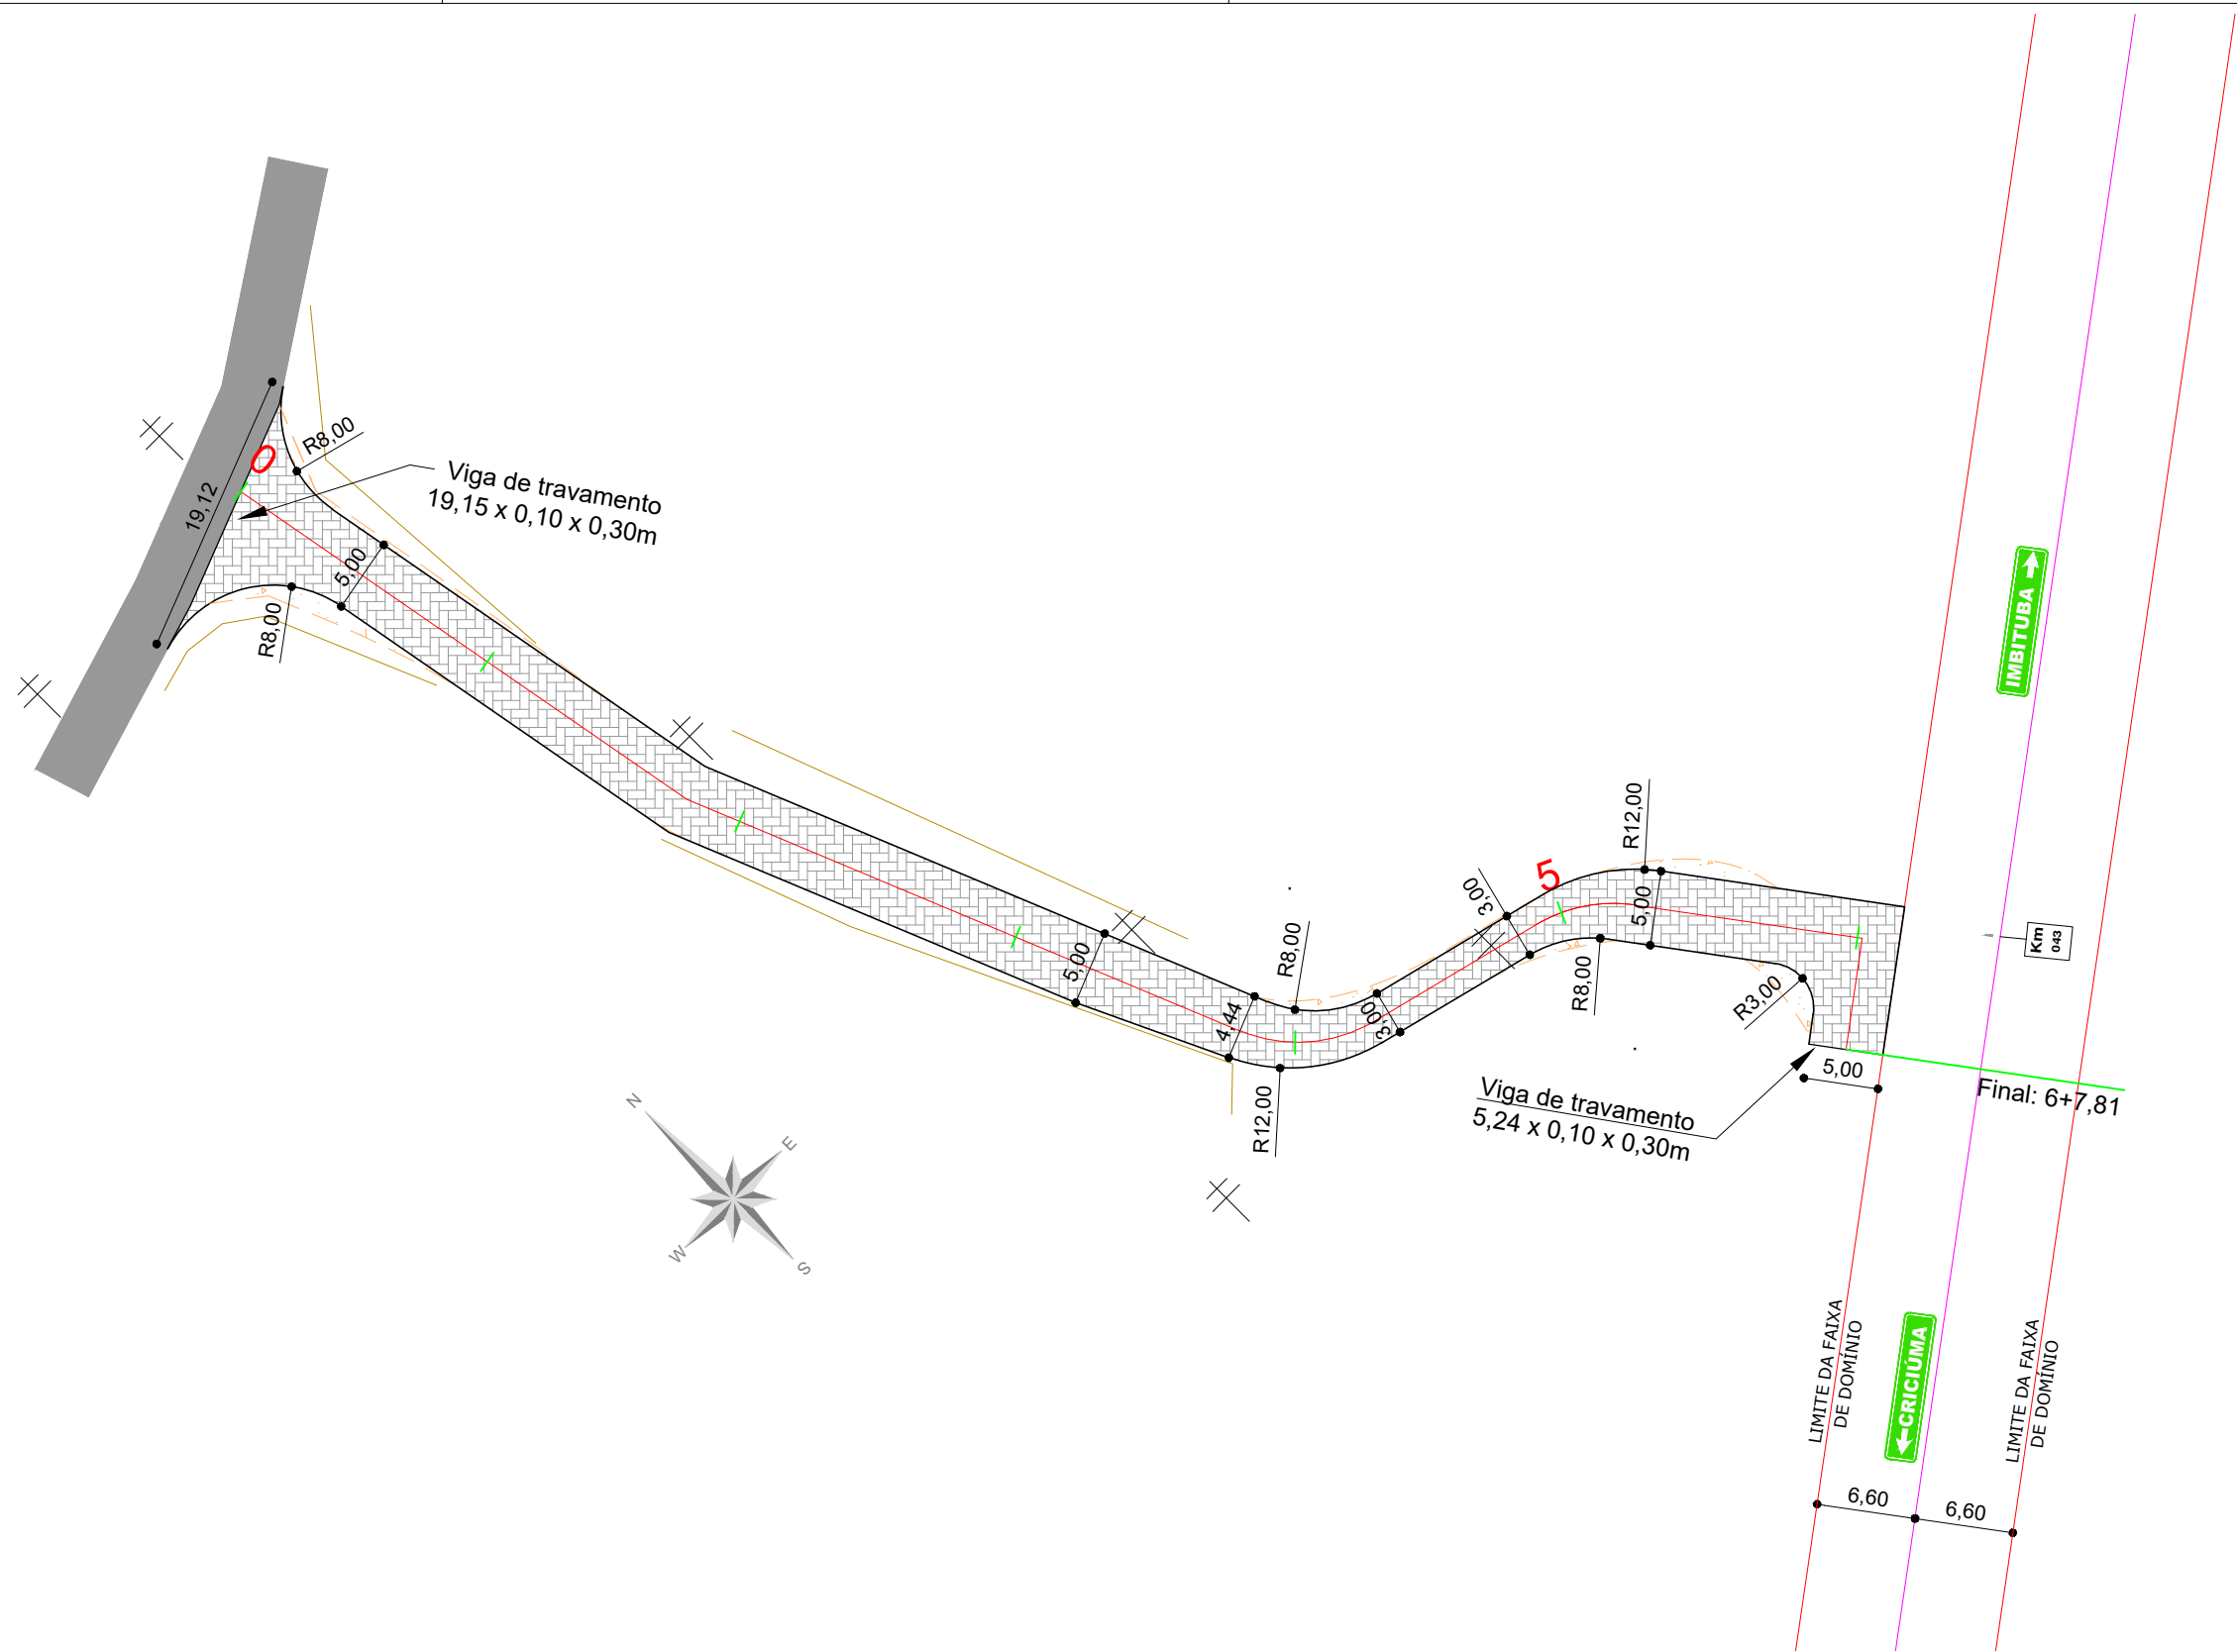 R8,00
0
19,12
Viga de travamento
19,15 x 0,10 x 0,30m
5,00
R8,00
5,00
4,44
R8,00
R12,00
3,00
3,00
5
R12,00
5,00
R8,00
R3,00
Viga de travamento
5,24 x 0,10 x 0,30m
5,00
Final: 6+7,81
IMBITUBA
Km
043
N
E
W
S
LIMITE DA FAIXA
DE DOMÍNIO
CRICIÚMA
LIMITE DA FAIXA
DE DOMÍNIO
6,60
6,60